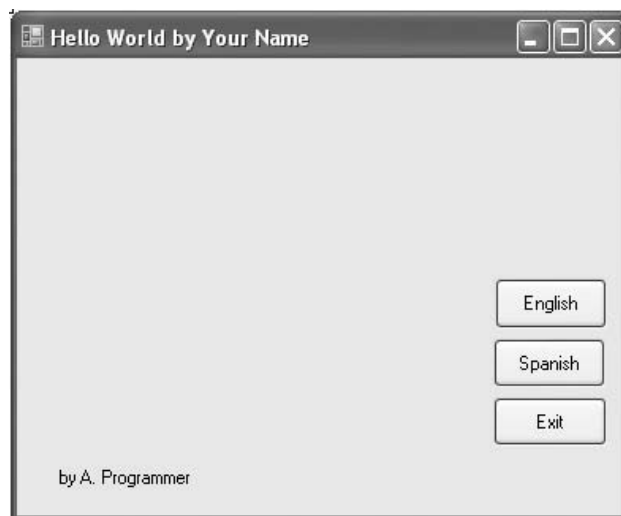 Hello World by Your Name
English
Spanish
Exit
by A. Programmer